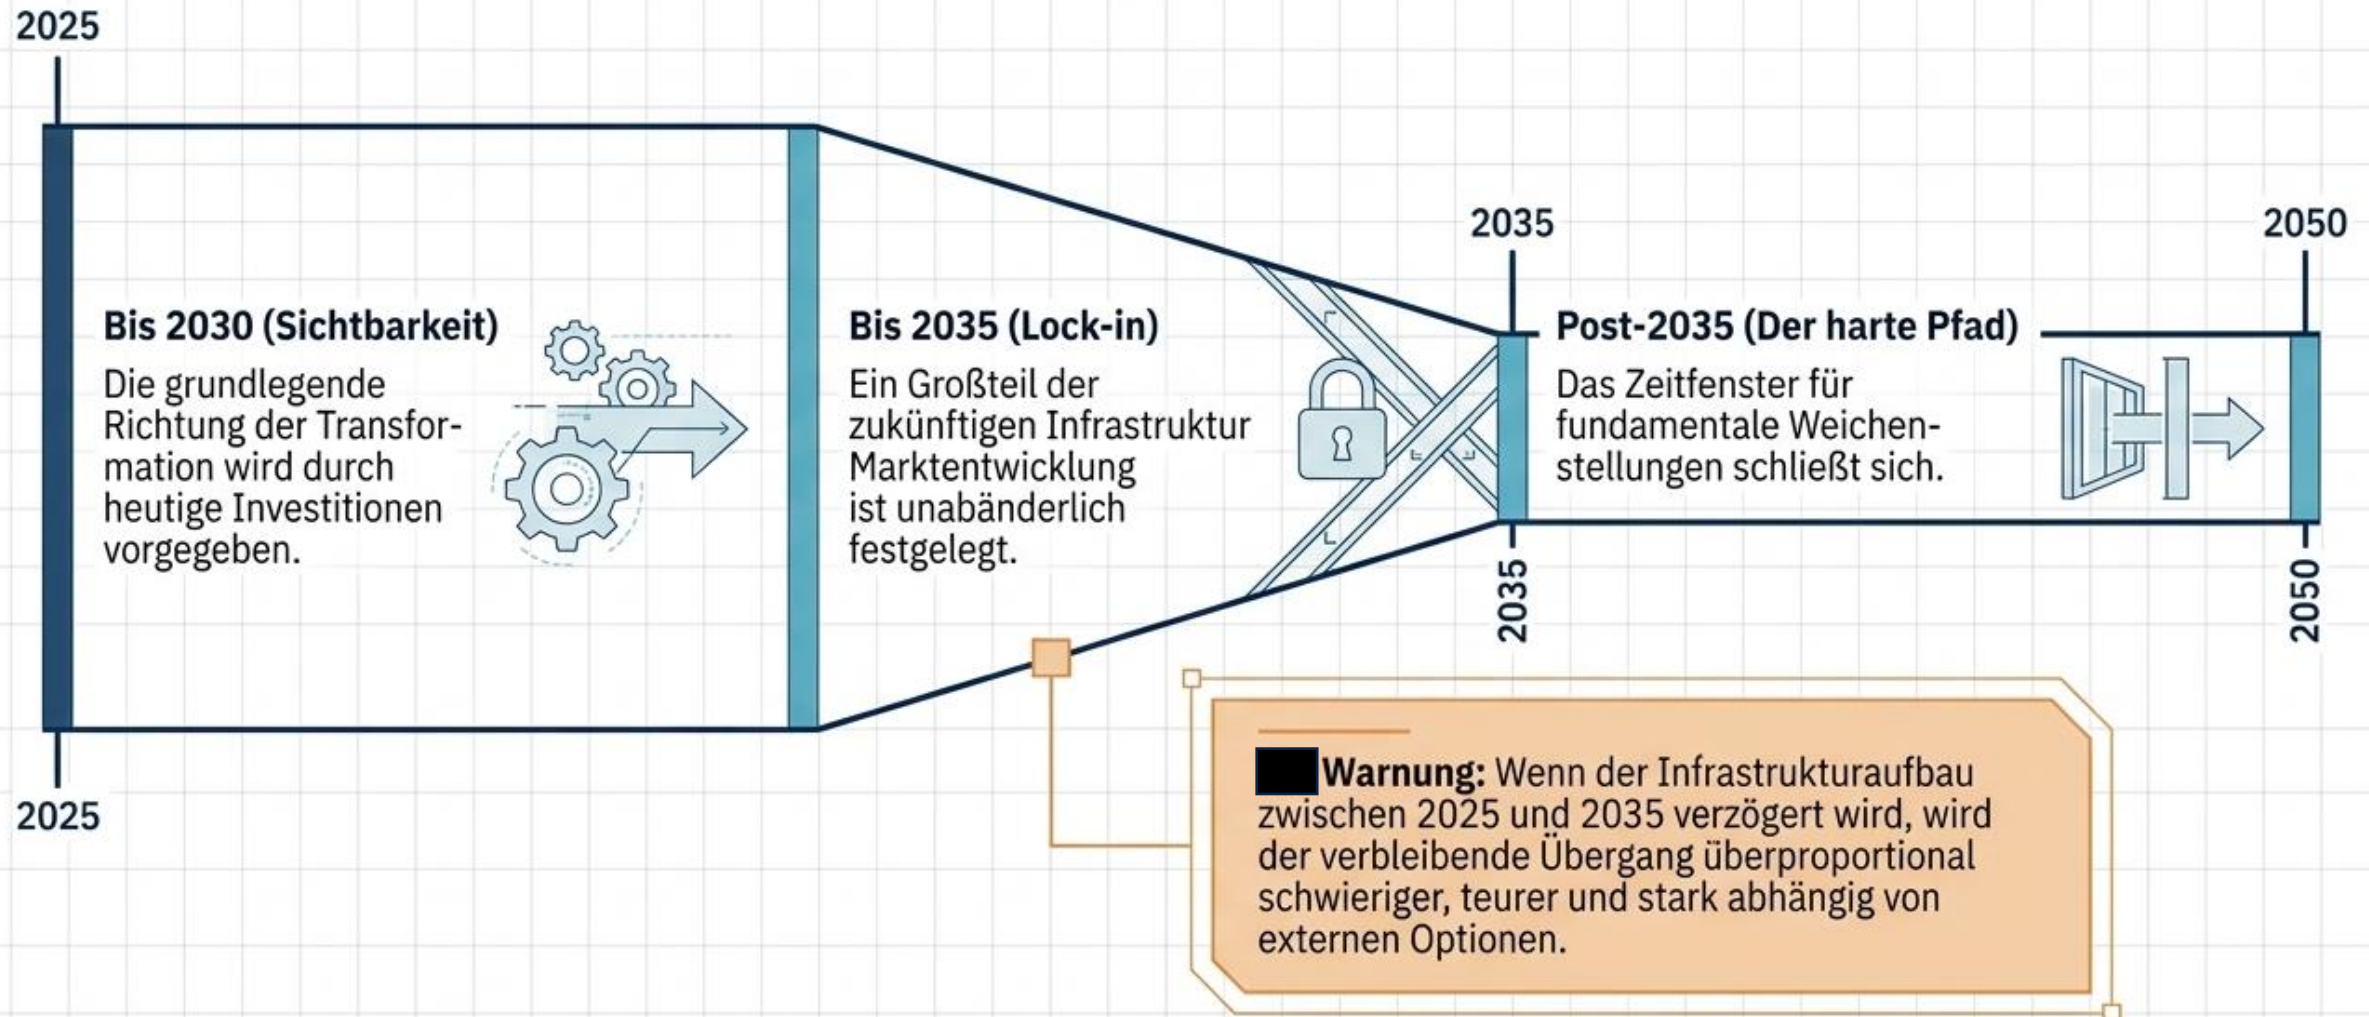 2025
2035
2050
Bis 2030 (Sichtbarkeit)
Die grundlegende
Richtung der Transfor-
mation wird durch
heutige Investitionen
vorgegeben.
Bis 2035 (Lock-in)
Ein Großteil der
zukünftigen Infrastruktur
Marktentwicklung
ist unabänderlich
festgelegt.
Post-2035 (Der harte Pfad)
Das Zeitfenster für
fundamentale Weichen-
stellungen schließt sich.
2035
2050
2025
Warnung: Wenn der Infrastrukturaufbau
zwischen 2025 und 2035 verzögert wird, wird
der verbleibende Übergang überproportional
schwieriger, teurer und stark abhängig von
externen Optionen.